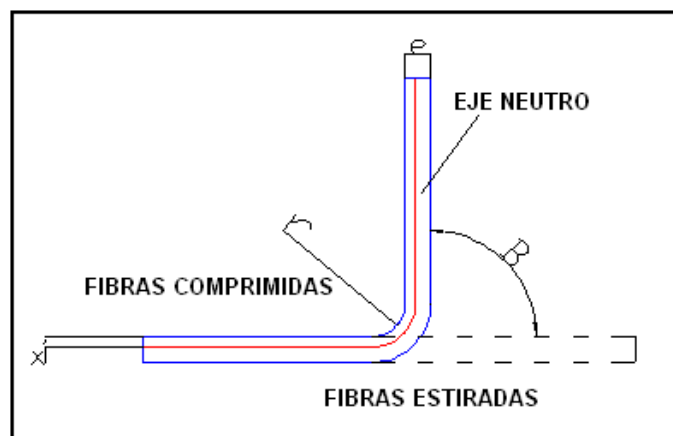 e
EJE NEUTRO
r
B
FIBRAS COMPRIMIDAS
x
FIBRAS ESTIRADAS